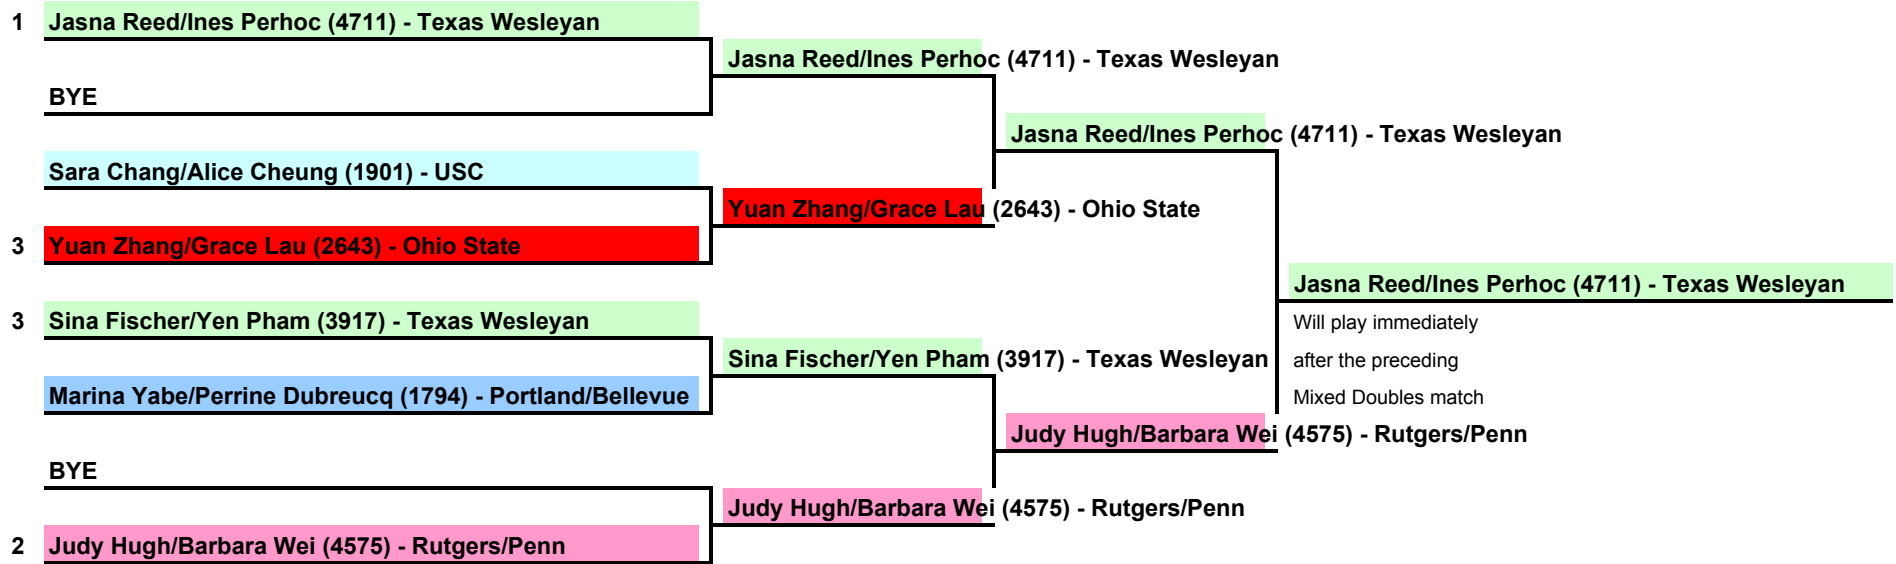 1 Jasna Reed/Ines Perhoc (4711) - Texas Wesleyan
Jasna Reed/Ines Perhoc (4711) - Texas Wesleyan
BYE
Jasna Reed/Ines Perhoc (4711) - Texas Wesleyan
Sara Chang/Alice Cheung (1901) - USC
Yuan Zhang/Grace Lau (2643) - Ohio State
3 Yuan Zhang/Grace Lau (2643) - Ohio State
Jasna Reed/Ines Perhoc (4711) - Texas Wesleyan
3 Sina Fischer/Yen Pham (3917) - Texas Wesleyan
Will play immediately
Sina Fischer/Yen Pham (3917) - Texas Wesleyan
after the preceding
Marina Yabe/Perrine Dubreucq (1794) - Portland/Bellevue
Mixed Doubles match
Judy Hugh/Barbara Wei (4575) - Rutgers/Penn
BYE
Judy Hugh/Barbara Wei (4575) - Rutgers/Penn
2 Judy Hugh/Barbara Wei (4575) - Rutgers/Penn